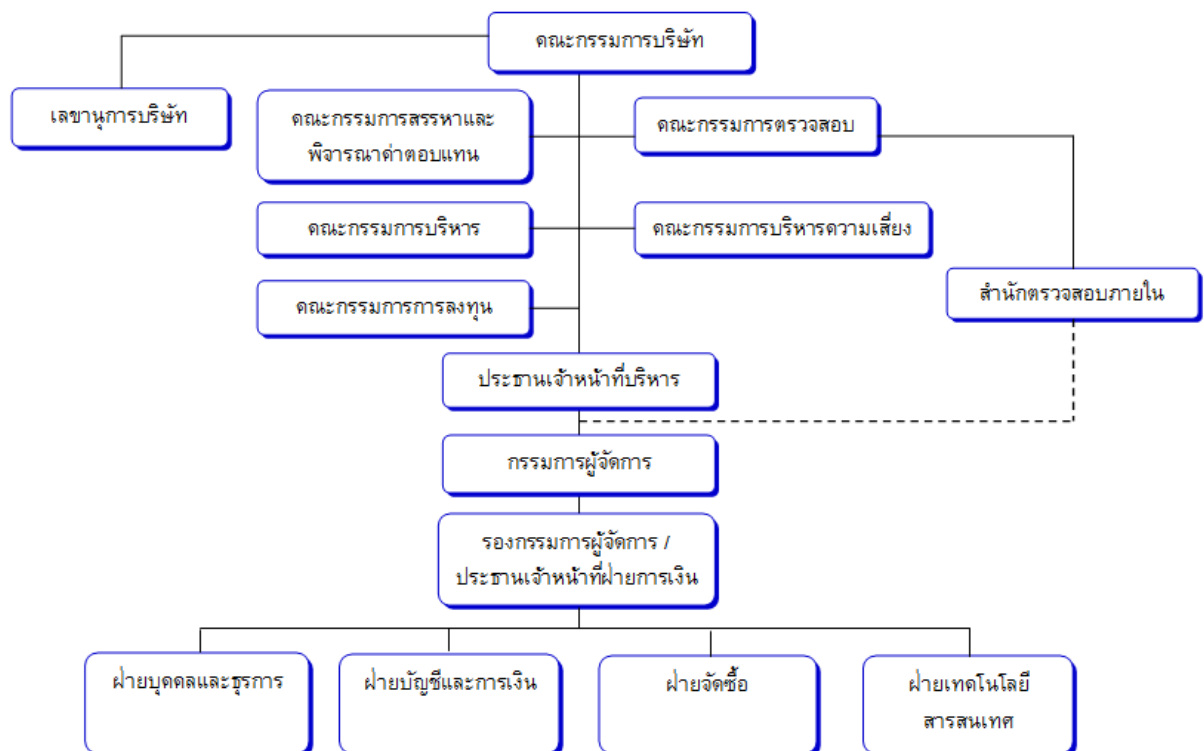 คณะกรรมการบริษัท
เลขานุการบริษัท
คณะกรรมการสรรหาและ
พิจารณาค่าตอบแทน
คณะกรรมการตรวจสอบ
คณะกรรมการบริหาร
คณะกรรมการบริหารความเสี่ยง
คณะกรรมการการลงทุน
สำนักตรวจสอบภายใน
ประธานเจ้าหน้าที่บริหาร
กรรมการผู้จัดการ
รองกรรมการผู้จัดการ /
ประธานเจ้าหน้าที่ฝ่ายการเงิน
ฝ่ายบุคคลและธุรการ
ฝ่ายบัญชีและการเงิน
ฝ่ายจัดซื้อ
ฝ่ายเทคโนโลยี
สารสนเทศ